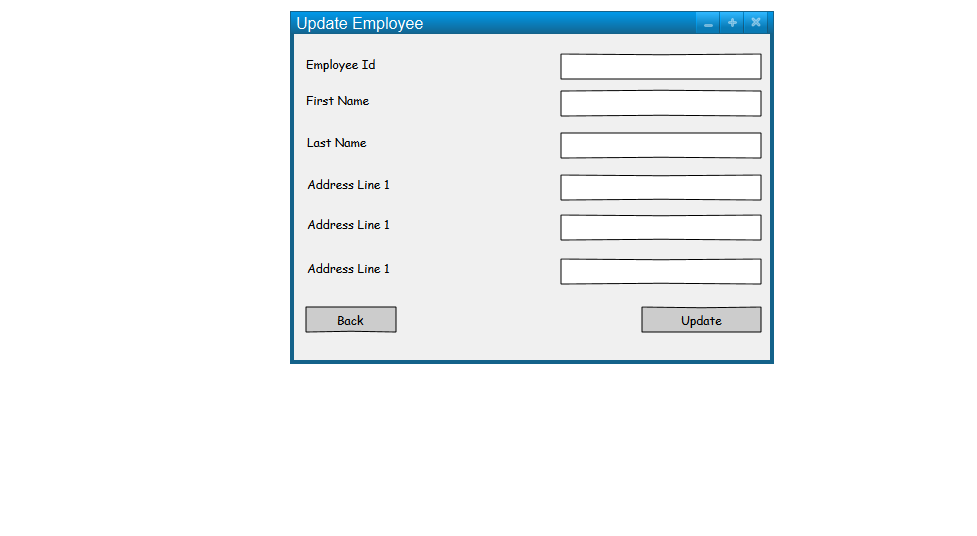 Update Employee
Employee Id
First Name
Last Name
Address Line 1
Address Line 1
Address Line 1
Back
Update